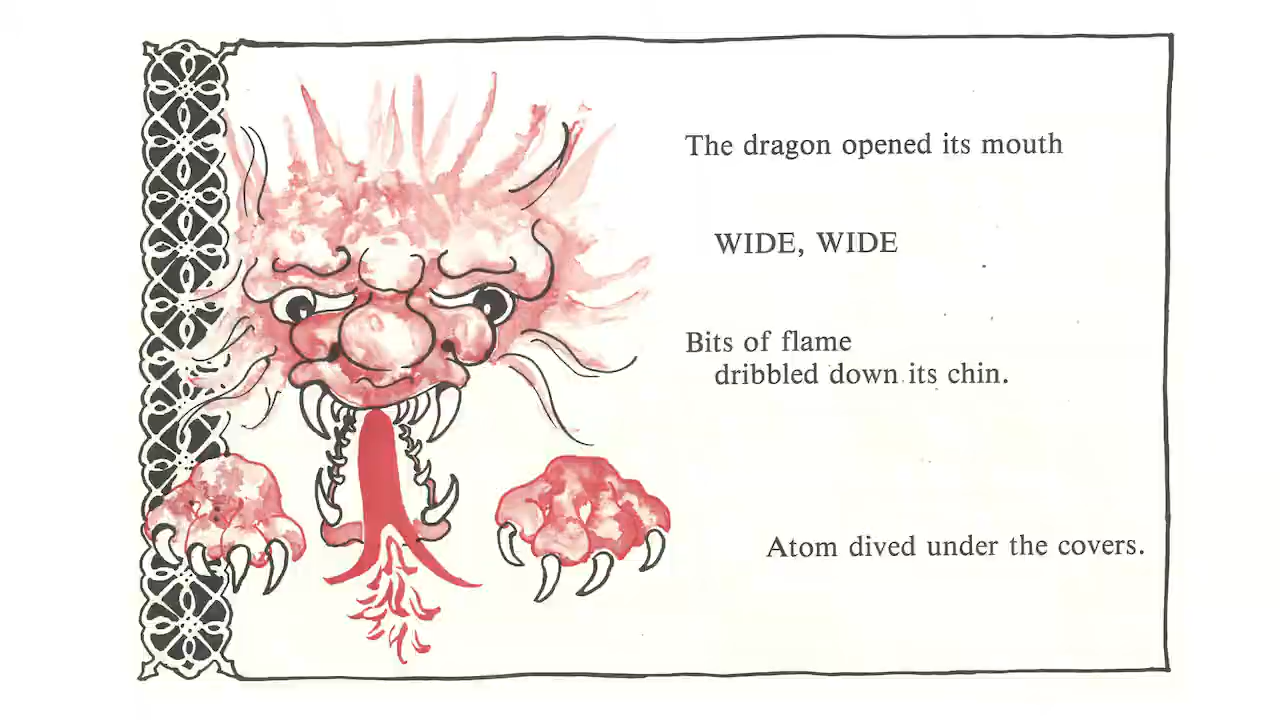 The dragon opened its mouth
WIDE, WIDE
Bits of flame
dribbled down its chin.
Atom dived under the covers.